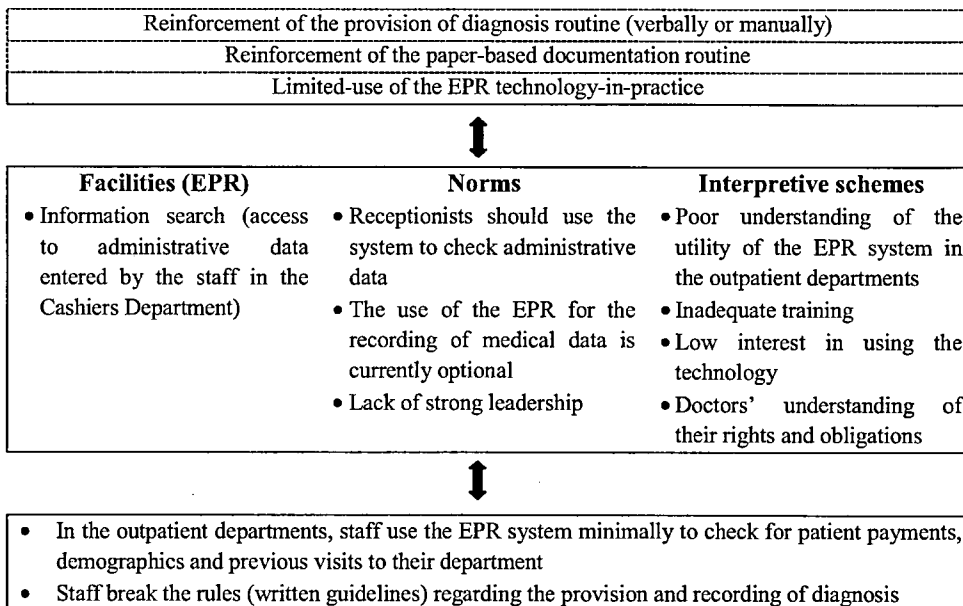 Reinforcement of the provision of diagnosis routine (verbally or manually)
Reinforcement of the paper-based documentation routine
Limited-use of the EPR technology-in-practice
Facilities (EPR)
• Information search (access
to administrative data
entered by the staff in the
Cashiers Department)
Norms
• Receptionists should use the
system to check administrative
data
• The use of the EPR for the
recording of medical data is
currently optional
• Lack of strong leadership
Interpretive schemes
• Poor understanding of the
utility of the EPR system in
the outpatient departments
• Inadequate training
• Low interest in using the
technology
• Doctors' understanding of
their rights and obligations
• In the outpatient departments, staff use the EPR system minimally to check for patient payments,
demographics and previous visits to their department
• Staff break the rules (written guidelines) regarding the provision and recording of diagnosis